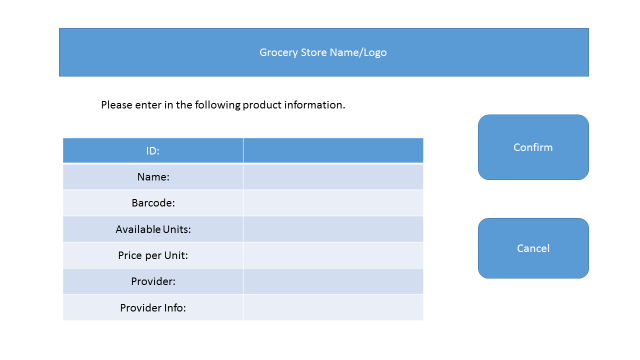 Grocery Store Name/Logo
Please enter in the following product information.
ID:
Name:
Barcode:
Available Units:
Price per Unit:
Provider:
Provider Info:
Confirm
Cancel